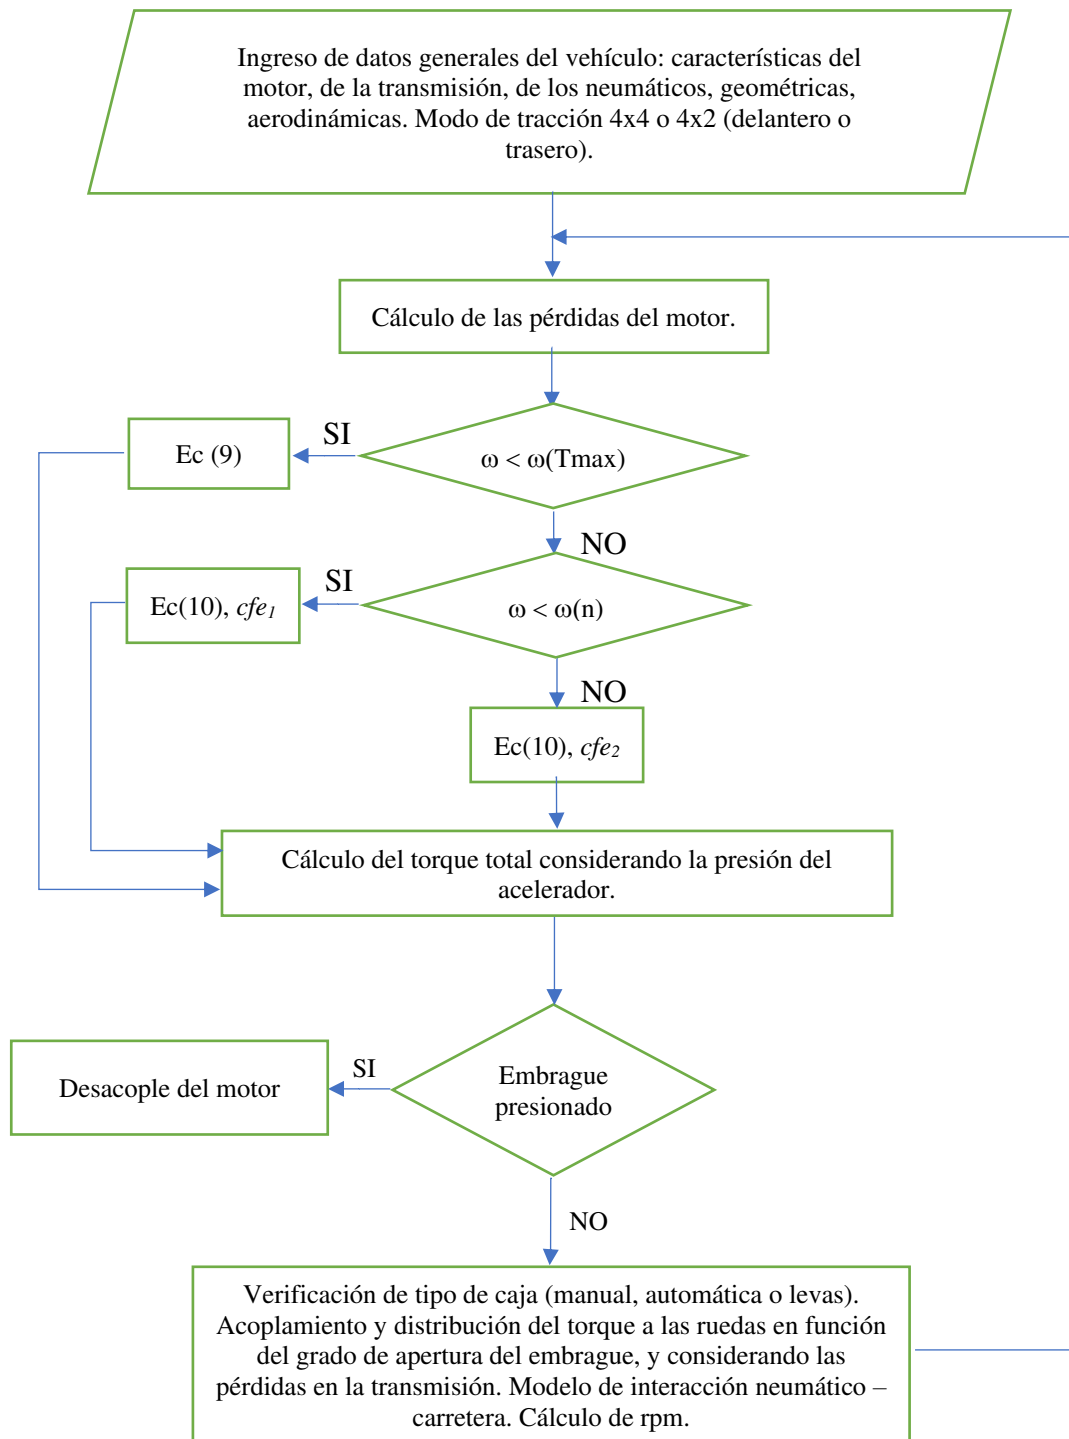 Ingreso de datos generales del vehículo: características del
motor, de la transmisión, de los neumáticos, geométricas,
aerodinámicas. Modo de tracción 4x4 o 4x2 (delantero o
trasero).
Cálculo de las pérdidas del motor.
Ec (9)
SI
ω < ω(Tmax)
NO
Ec(10), cfe₁
SI
ω < ω(n)
NO
Ec(10), cfe₂
Cálculo del torque total considerando la presión del
acelerador.
Desacople del motor
SI
Embrague
presionado
NO
Verificación de tipo de caja (manual, automática o levas).
Acoplamiento y distribución del torque a las ruedas en función
del grado de apertura del embrague, y considerando las
pérdidas en la transmisión. Modelo de interacción neumático –
carretera. Cálculo de rpm.